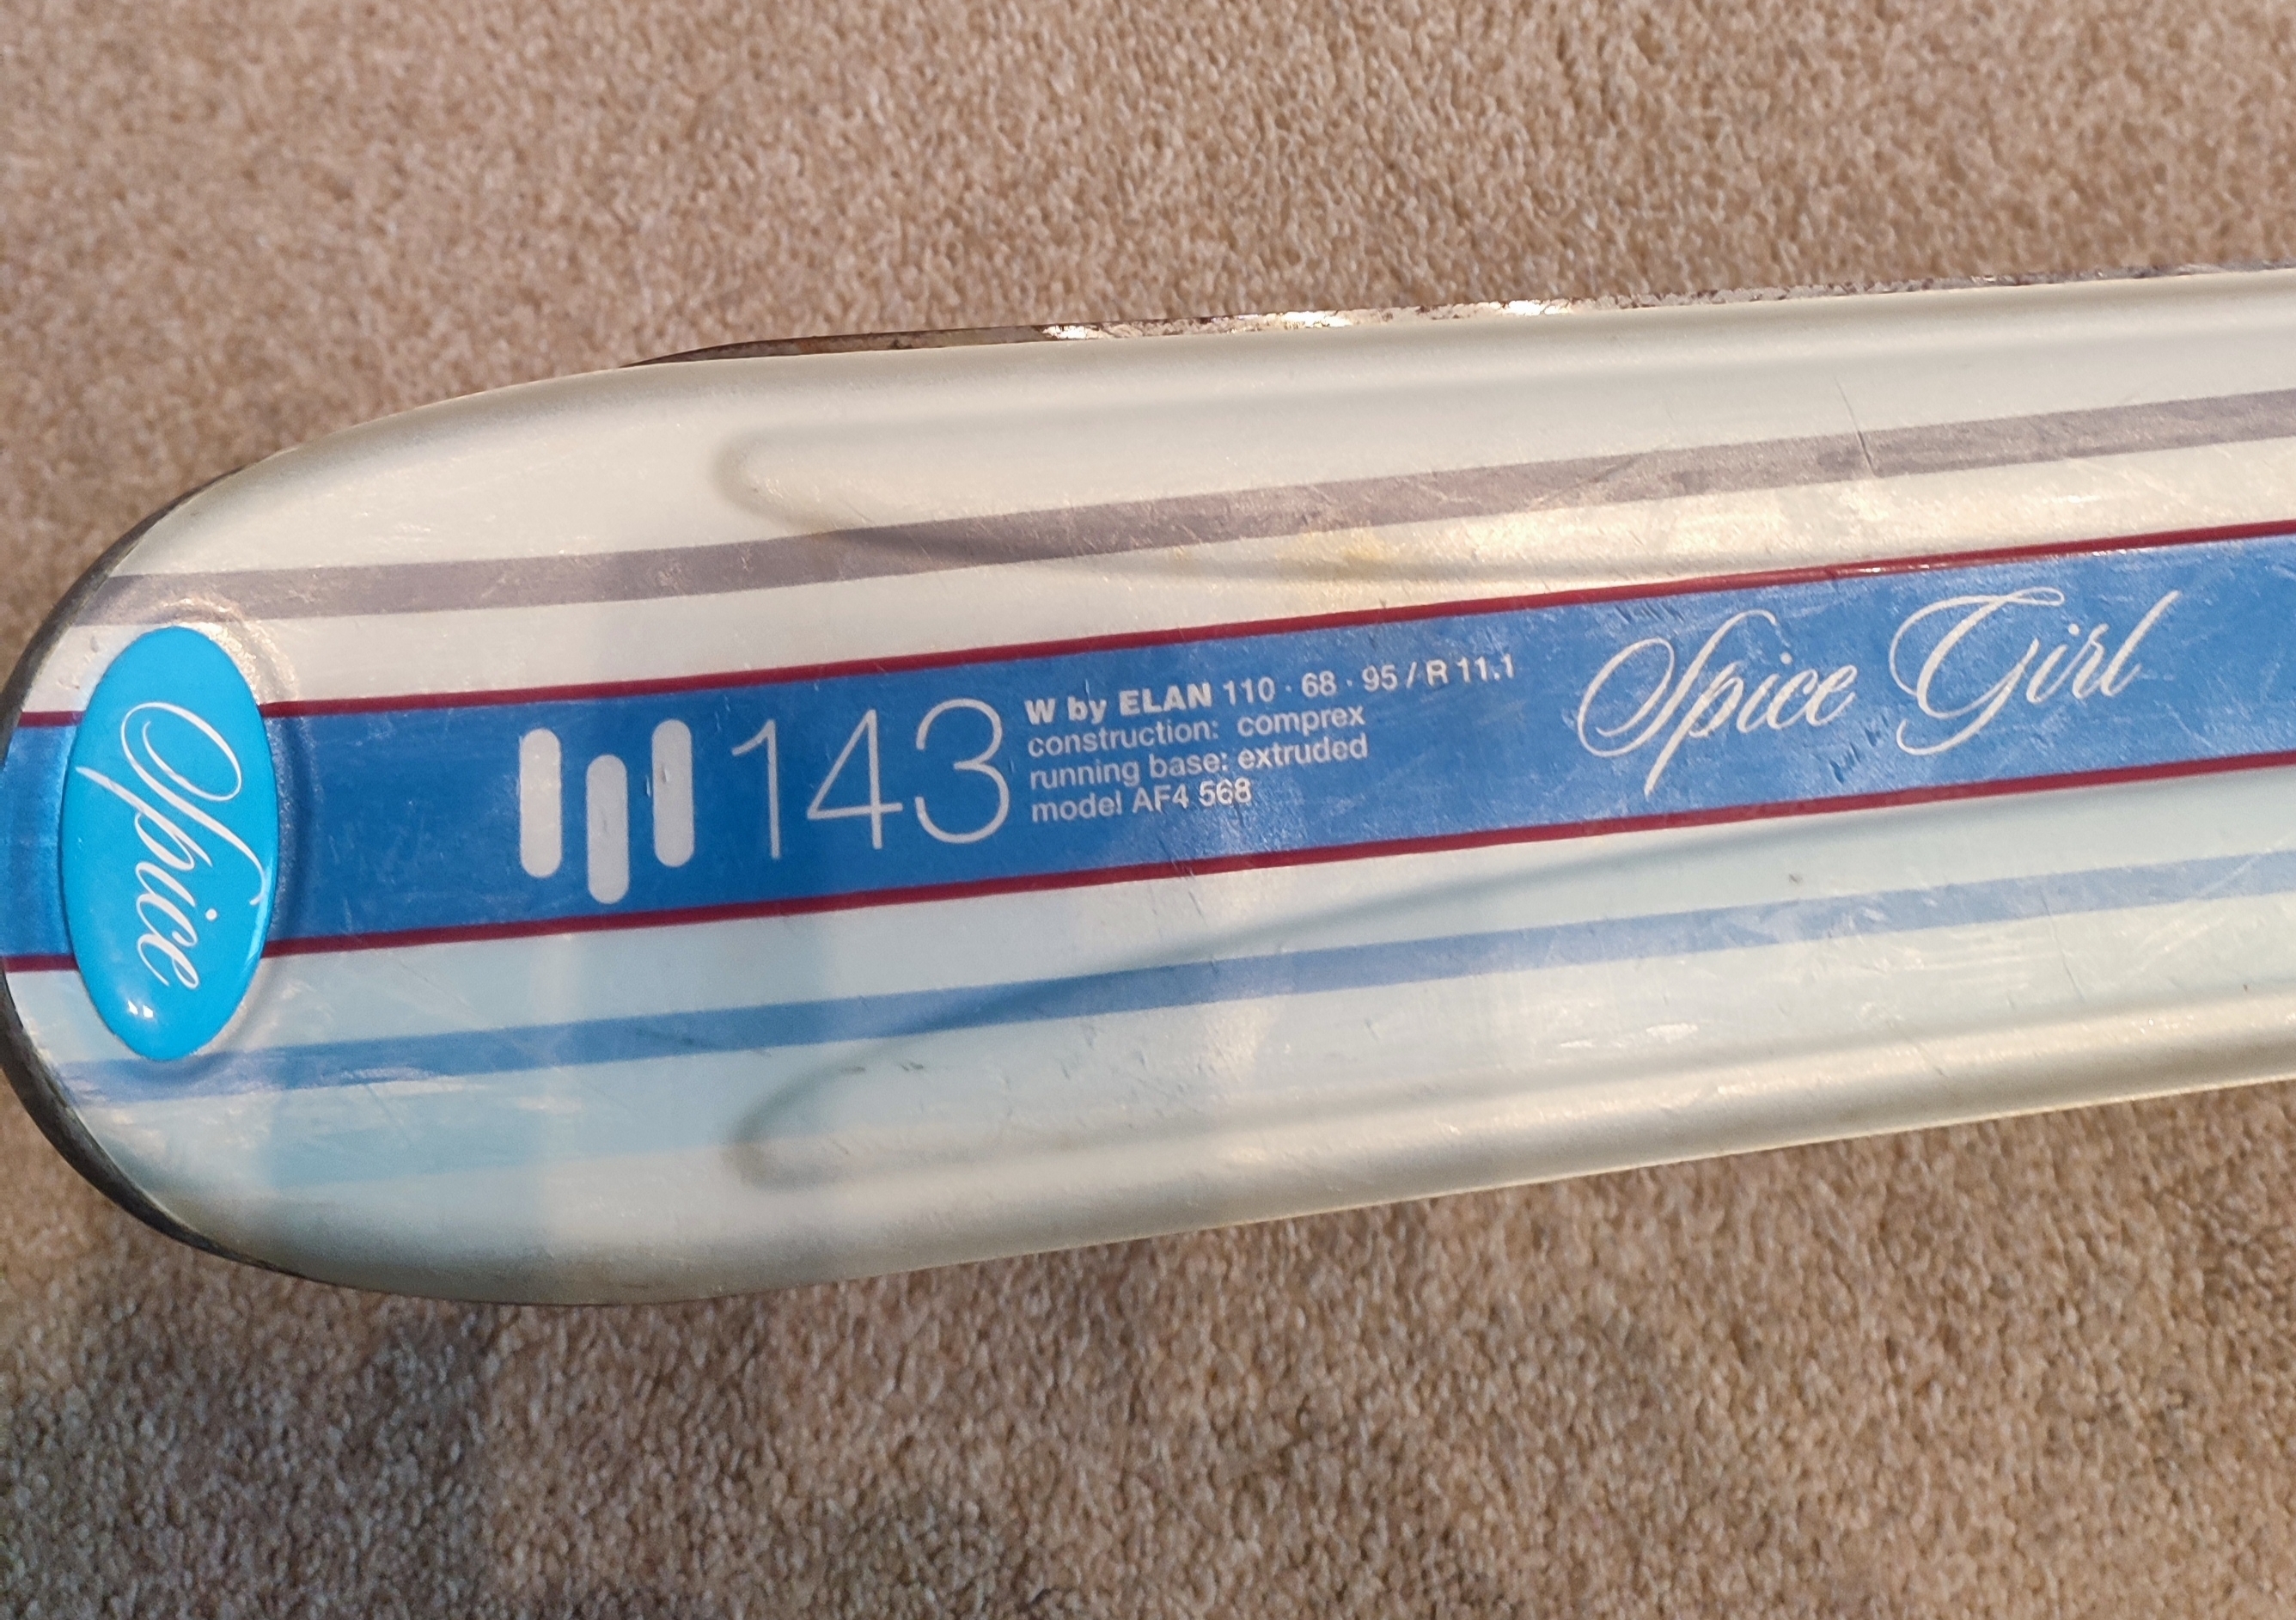 Spice
143
W by ELAN 110 · 68 · 95 / R 11.1
construction: comprex
running base: extruded
model AF4 568
Spice Girl